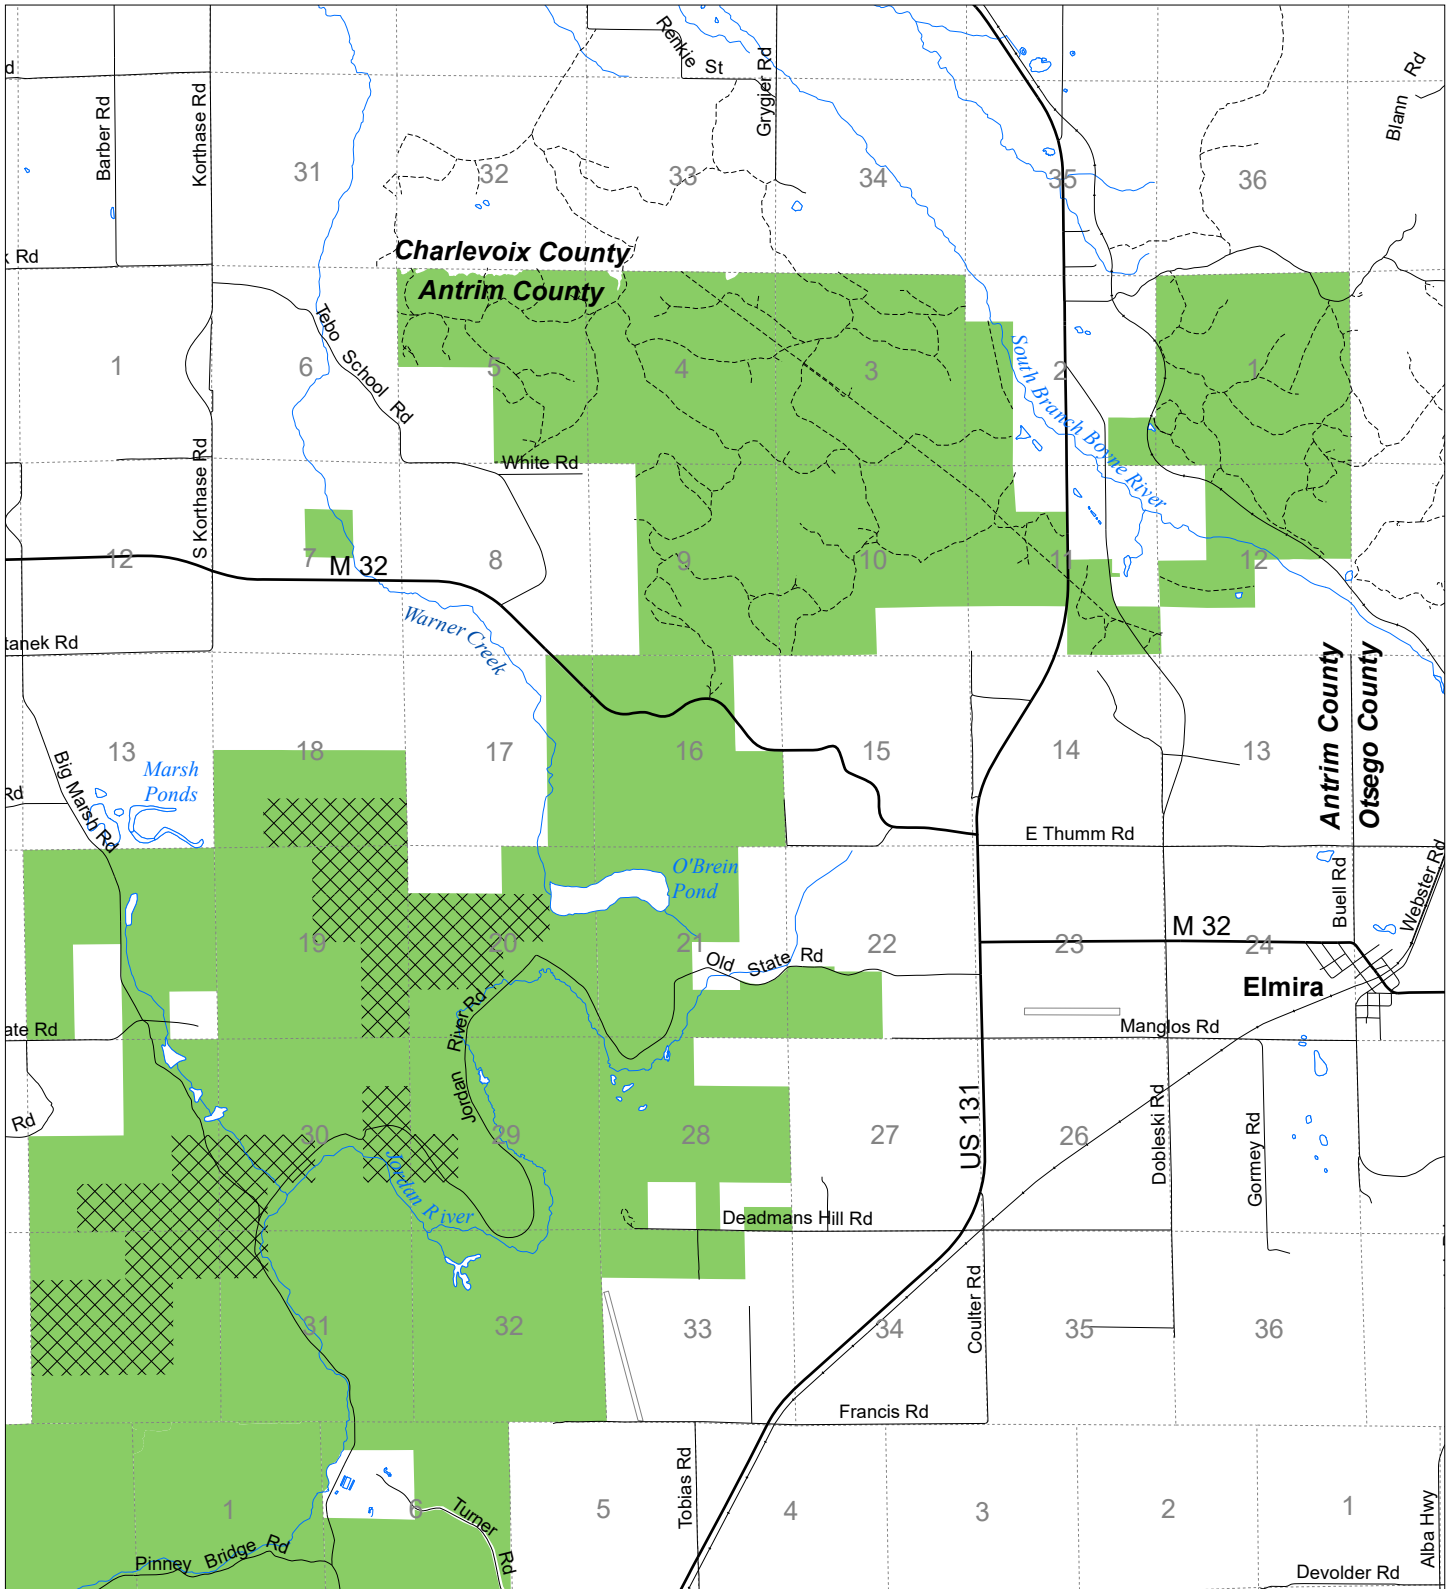 Renkie St
Grygier Rd
Blann Rd
d
Barber Rd
Korthase Rd
31
32
33
34
35
36
k Rd
Charlevoix County
Antrim County
Tebo School Rd
1
6
5
4
3
2
1
South Branch Boyne River
S Korthase Rd
White Rd
12
7
M 32
8
9
10
11
12
Warner Creek
tanek Rd
Antrim County
Otsego County
13
18
17
16
15
14
13
Big Marsh Rd
Marsh
Ponds
Rd
E Thumm Rd
O'Brein
Pond
Buell Rd
Webster Rd
19
20
21
22
23
24
M 32
Old State Rd
Elmira
ate Rd
Jordan River Rd
Manglos Rd
US 131
Dobleski Rd
Gormey Rd
Rd
30
29
28
27
26
Jordan River
Deadmans Hill Rd
Coulter Rd
31
32
33
34
35
36
Francis Rd
Tobias Rd
Alba Hwy
1
6
5
4
3
2
1
Turner Rd
Pinney Bridge Rd
Devolder Rd